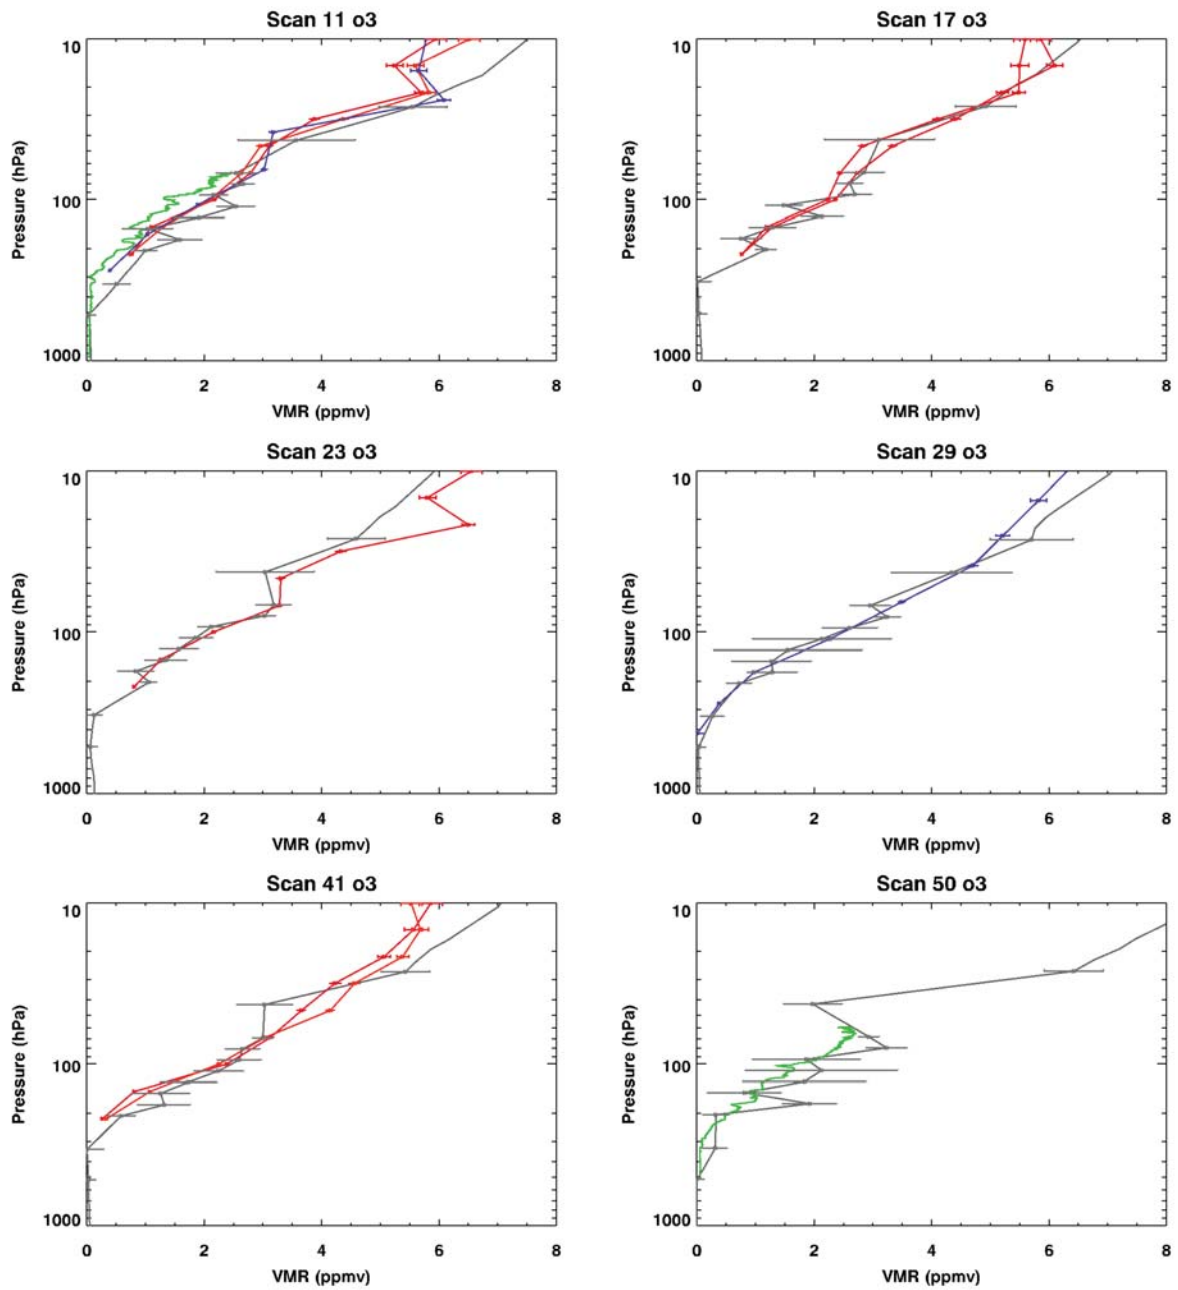 Scan 11 o3
10
100
1000
Pressure (hPa)
0 2 4 6 8
VMR (ppmv)
Scan 17 o3
10
100
1000
Pressure (hPa)
0 2 4 6 8
VMR (ppmv)
Scan 23 o3
10
100
1000
Pressure (hPa)
0 2 4 6 8
VMR (ppmv)
Scan 29 o3
10
100
1000
Pressure (hPa)
0 2 4 6 8
VMR (ppmv)
Scan 41 o3
10
100
1000
Pressure (hPa)
0 2 4 6 8
VMR (ppmv)
Scan 50 o3
10
100
1000
Pressure (hPa)
0 2 4 6 8
VMR (ppmv)